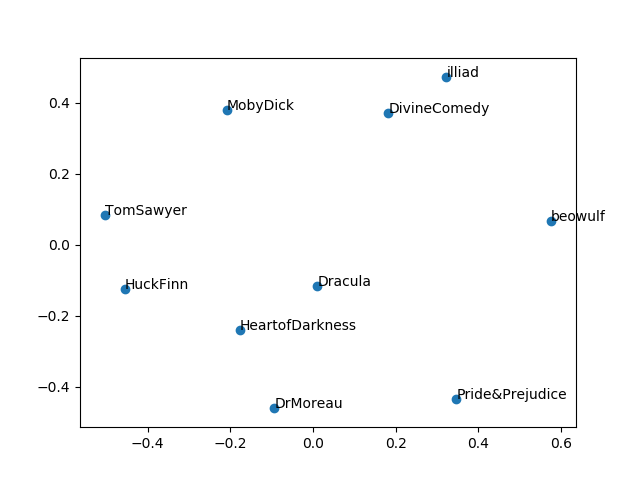 illiad
MobyDick
DivineComedy
0.4
0.2
TomSawyer
beowulf
0.0
HuckFinn
Dracula
−0.2
HeartofDarkness
−0.4
Pride&Prejudice
DrMoreau
−0.4
−0.2
0.0
0.2
0.4
0.6